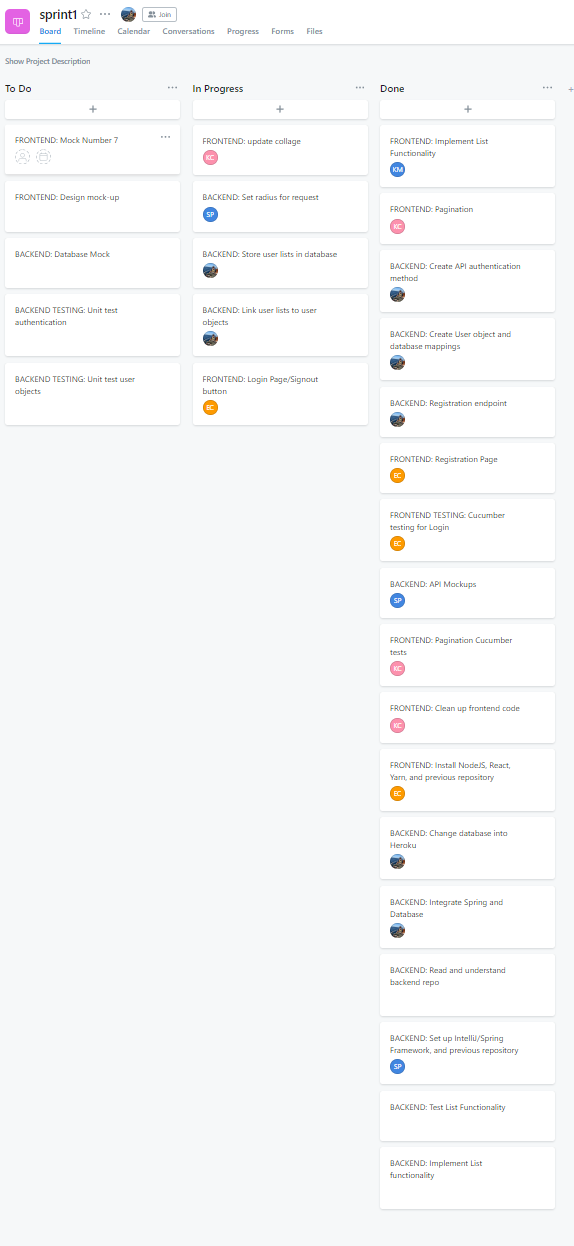 sprint1
Join
Board Timeline Calendar Conversations Progress Forms Files
Show Project Description
To Do
FRONTEND: Mock Number 7
FRONTEND: Design mock-up
BACKEND: Database Mock
BACKEND TESTING: Unit test
authentication
BACKEND TESTING: Unit test user
objects
In Progress
FRONTEND: update collage
KC
BACKEND: Set radius for request
SP
BACKEND: Store user lists in database
BACKEND: Link user lists to user
objects
FRONTEND: Login Page/Signout
button
EC
Done
FRONTEND: Implement List
Functionality
KM
FRONTEND: Pagination
KC
BACKEND: Create API authentication
method
BACKEND: Create User object and
database mappings
BACKEND: Registration endpoint
FRONTEND: Registration Page
EC
FRONTEND TESTING: Cucumber
testing for Login
EC
BACKEND: API Mockups
SP
FRONTEND: Pagination Cucumber
tests
KC
FRONTEND: Clean up frontend code
KC
FRONTEND: Install NodeJS, React,
Yarn, and previous repository
EC
BACKEND: Change database into
Heroku
BACKEND: Integrate Spring and
Database
BACKEND: Read and understand
backend repo
BACKEND: Set up IntelliJ/Spring
Framework, and previous repository
SP
BACKEND: Test List Functionality
BACKEND: Implement List
functionality